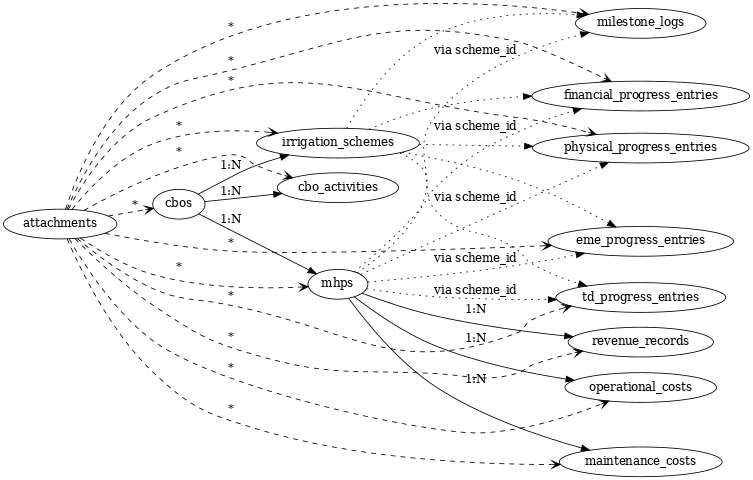 *
milestone_logs
via scheme_id
*
*
financial_progress_entries
*
via scheme_id
irrigation_schemes
physical_progress_entries
*
1:N
cbo_activities
1:N
via scheme_id
*
cbos
1:N
attachments
*
eme_progress_entries
via scheme_id
*
mhps
via scheme_id
*
td_progress_entries
1:N
*
1:N
revenue_records
*
1:N
operational_costs
*
maintenance_costs